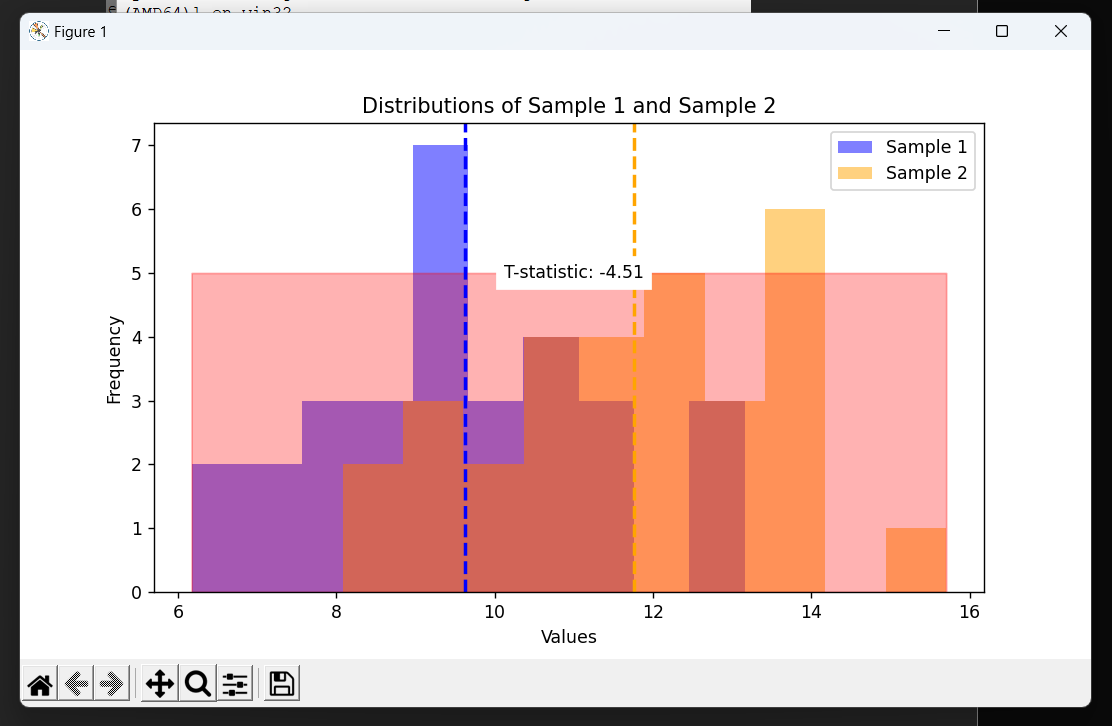 (AMD64)] on win32
Figure 1
Distributions of Sample 1 and Sample 2
Sample 1
Sample 2
T-statistic: -4.51
Frequency
7
6
5
4
3
2
1
0
6
8
10
12
14
16
Values